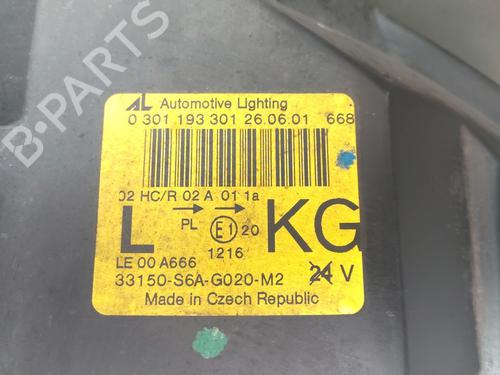 B-PARTS
AL Automotive Lighting
0 301 193 301 26.06.01 668
02 HC/R 02 A 01 1a
L PL E1 20 KG
1216
LE 00 A666
33150-S6A-G020-M2 24 V
Made in Czech Republic